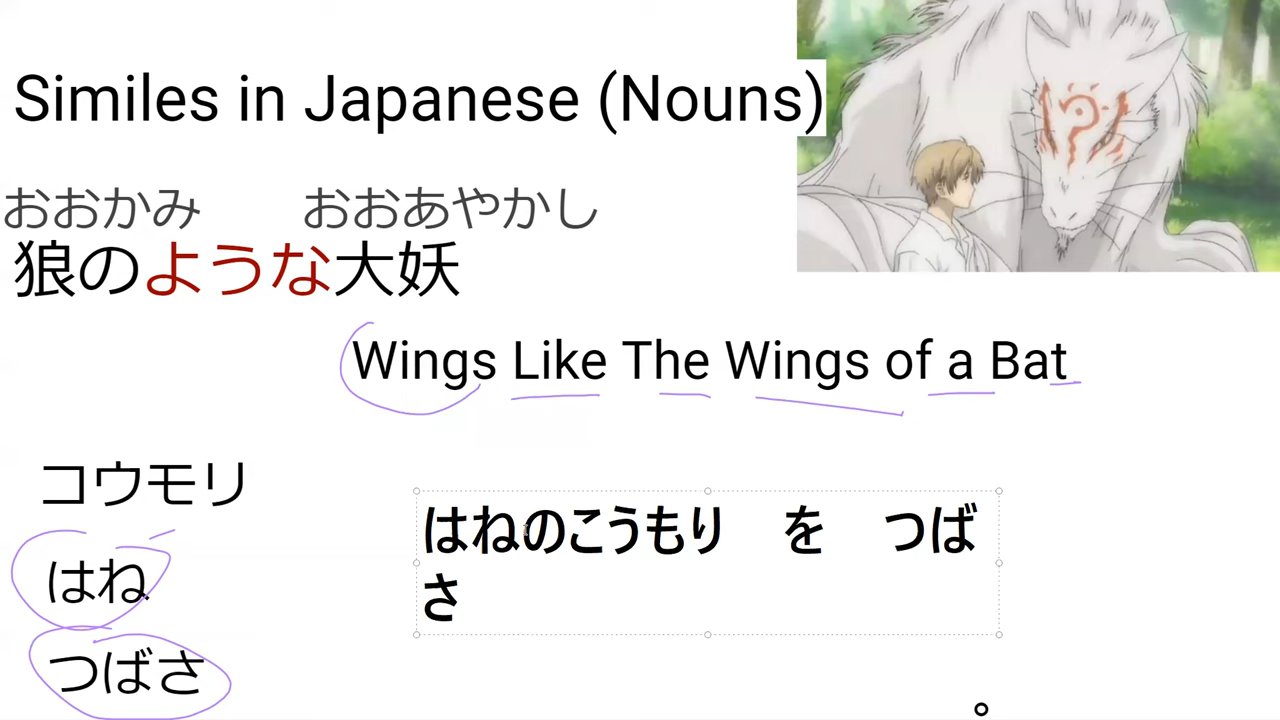 Similes in Japanese (Nouns)
おおかみ　　おおあやかし
狼のような大妖
Wings Like The Wings of a Bat
コウモリ
はね
つばさ
はねのこうもり　を　つば
さ
。